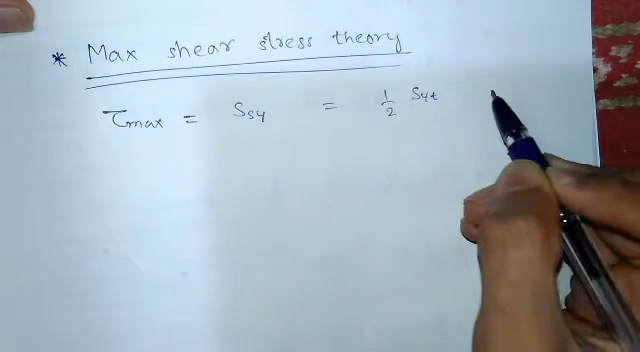 * Max shear stress theory
τmax = Ssy = 1/2 Syt